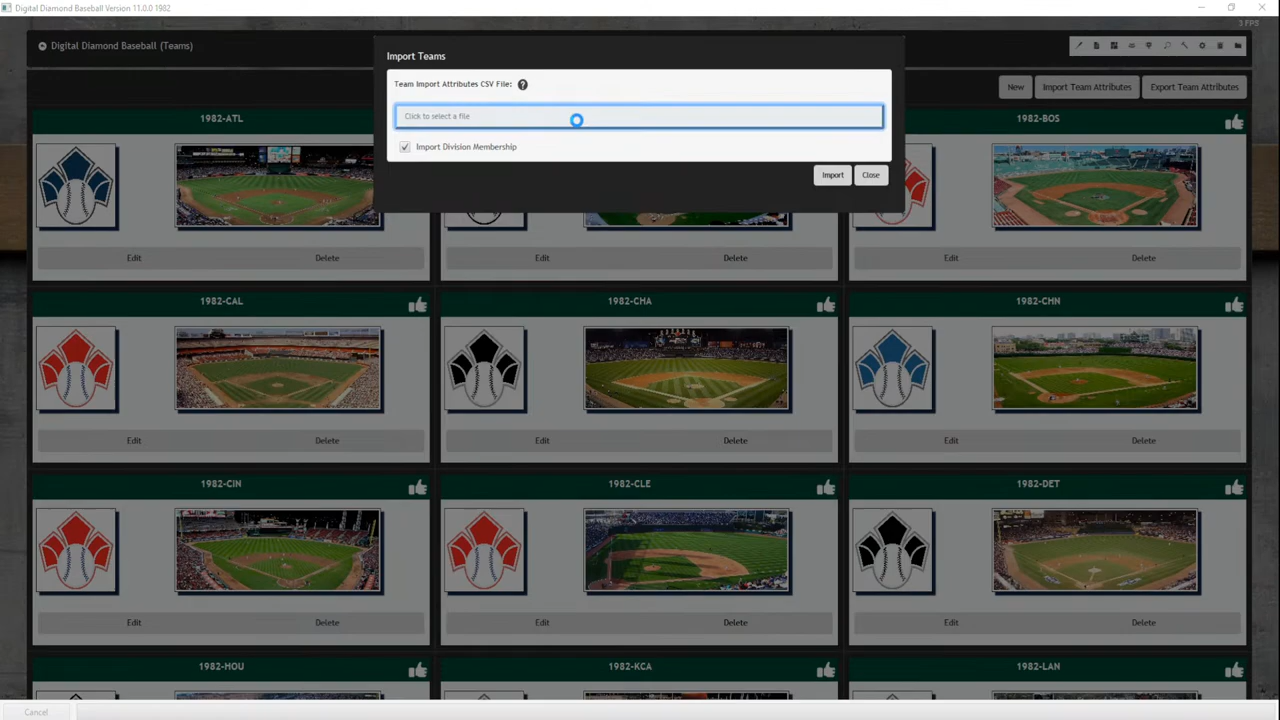 Digital Diamond Baseball Version 11.0.0 1982
3 FPS
Digital Diamond Baseball (Teams)
New
Import Team Attributes
Export Team Attributes
Import Teams
Team Import Attributes CSV File: ?
Click to select a file
Import Division Membership
Import
Close
1982-ATL
1982-BOS
Edit
Delete
Edit
Delete
Edit
Delete
1982-CAL
1982-CHA
1982-CHN
Edit
Delete
Edit
Delete
Edit
Delete
1982-CIN
1982-CLE
1982-DET
Edit
Delete
Edit
Delete
Edit
Delete
1982-HOU
1982-KCA
1982-LAN
Cancel